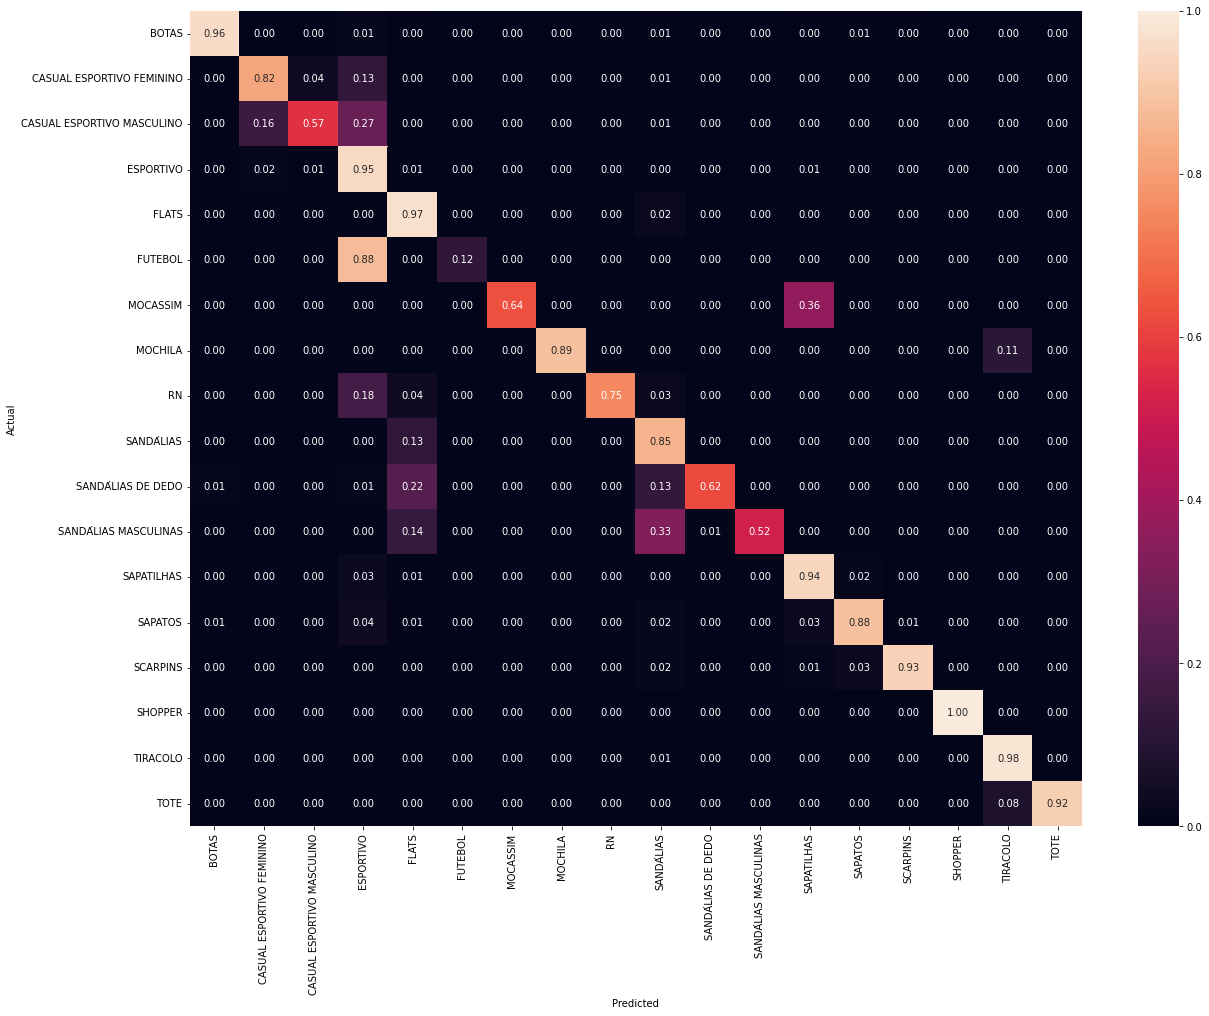 BOTAS 0.96 0.00 0.00 0.01 0.00 0.00 0.00 0.00 0.00 0.01 0.00 0.00 0.00 0.01 0.00 0.00 0.00 0.00
CASUAL ESPORTIVO FEMININO 0.00 0.82 0.04 0.13 0.00 0.00 0.00 0.00 0.00 0.01 0.00 0.00 0.00 0.00 0.00 0.00 0.00 0.00
CASUAL ESPORTIVO MASCULINO 0.00 0.16 0.57 0.27 0.00 0.00 0.00 0.00 0.00 0.01 0.00 0.00 0.00 0.00 0.00 0.00 0.00 0.00
ESPORTIVO 0.00 0.02 0.01 0.95 0.01 0.00 0.00 0.00 0.00 0.00 0.00 0.00 0.01 0.00 0.00 0.00 0.00 0.00
FLATS 0.00 0.00 0.00 0.00 0.97 0.00 0.00 0.00 0.00 0.02 0.00 0.00 0.00 0.00 0.00 0.00 0.00 0.00
FUTEBOL 0.00 0.00 0.00 0.88 0.00 0.12 0.00 0.00 0.00 0.00 0.00 0.00 0.00 0.00 0.00 0.00 0.00 0.00
MOCASSIM 0.00 0.00 0.00 0.00 0.00 0.00 0.64 0.00 0.00 0.00 0.00 0.00 0.36 0.00 0.00 0.00 0.00 0.00
MOCHILA 0.00 0.00 0.00 0.00 0.00 0.00 0.00 0.89 0.00 0.00 0.00 0.00 0.00 0.00 0.00 0.00 0.11 0.00
RN 0.00 0.00 0.00 0.18 0.04 0.00 0.00 0.00 0.75 0.03 0.00 0.00 0.00 0.00 0.00 0.00 0.00 0.00
SANDÁLIAS 0.00 0.00 0.00 0.00 0.13 0.00 0.00 0.00 0.00 0.85 0.00 0.00 0.00 0.00 0.00 0.00 0.00 0.00
SANDÁLIAS DE DEDO 0.01 0.00 0.00 0.01 0.22 0.00 0.00 0.00 0.00 0.13 0.62 0.00 0.00 0.00 0.00 0.00 0.00 0.00
SANDÁLIAS MASCULINAS 0.00 0.00 0.00 0.00 0.14 0.00 0.00 0.00 0.00 0.33 0.01 0.52 0.00 0.00 0.00 0.00 0.00 0.00
SAPATILHAS 0.00 0.00 0.00 0.03 0.01 0.00 0.00 0.00 0.00 0.00 0.00 0.00 0.94 0.02 0.00 0.00 0.00 0.00
SAPATOS 0.01 0.00 0.00 0.04 0.01 0.00 0.00 0.00 0.00 0.02 0.00 0.00 0.03 0.88 0.01 0.00 0.00 0.00
SCARPINS 0.00 0.00 0.00 0.00 0.00 0.00 0.00 0.00 0.00 0.02 0.00 0.00 0.01 0.03 0.93 0.00 0.00 0.00
SHOPPER 0.00 0.00 0.00 0.00 0.00 0.00 0.00 0.00 0.00 0.00 0.00 0.00 0.00 0.00 0.00 1.00 0.00 0.00
TIRACOLO 0.00 0.00 0.00 0.00 0.00 0.00 0.00 0.00 0.00 0.01 0.00 0.00 0.00 0.00 0.00 0.00 0.98 0.00
TOTE 0.00 0.00 0.00 0.00 0.00 0.00 0.00 0.00 0.00 0.00 0.00 0.00 0.00 0.00 0.00 0.00 0.08 0.92
Actual
BOTAS
CASUAL ESPORTIVO FEMININO
CASUAL ESPORTIVO MASCULINO
ESPORTIVO
FLATS
FUTEBOL
MOCASSIM
MOCHILA
RN
SANDÁLIAS
SANDÁLIAS DE DEDO
SANDÁLIAS MASCULINAS
SAPATILHAS
SAPATOS
SCARPINS
SHOPPER
TIRACOLO
TOTE
Predicted
1.0
0.8
0.6
0.4
0.2
0.0